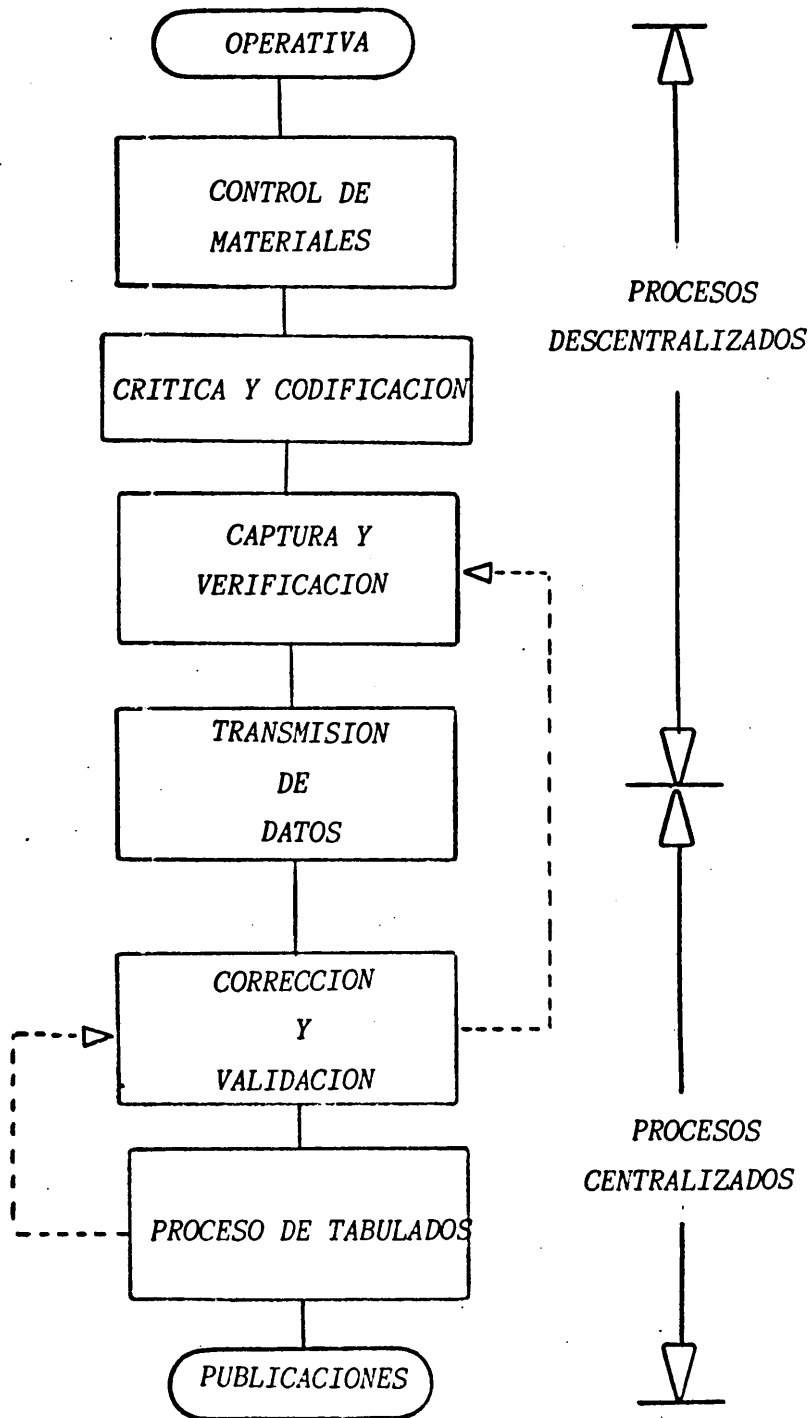 OPERATIVA
CONTROL DE
MATERIALES
PROCESOS
DESCENTRALIZADOS
CRITICA Y CODIFICACION
CAPTURA Y
VERIFICACION
TRANSMISION
DE
DATOS
CORRECCION
Y
VALIDACION
PROCESOS
CENTRALIZADOS
PROCESO DE TABULADOS
PUBLICACIONES